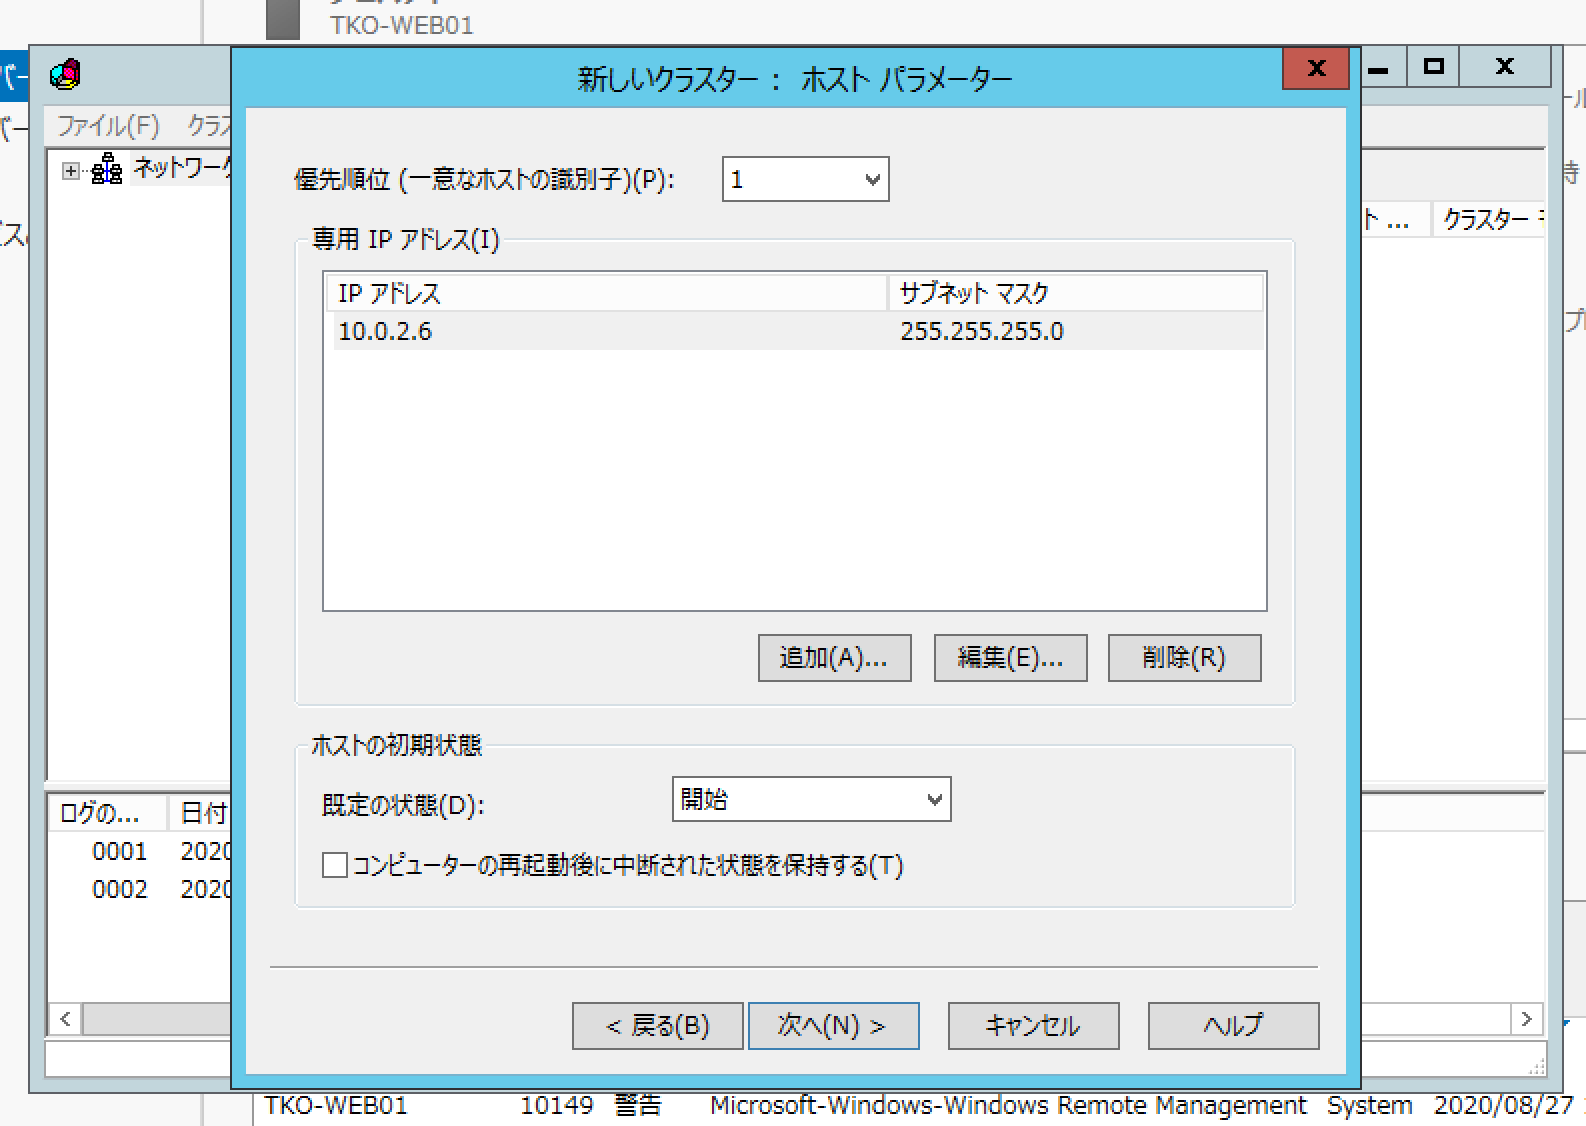 TKO-WEB01
新しいクラスター : ホスト パラメーター
ファイル(F)
ネットワーク
優先順位 (一意なホストの識別子)(P):
1
専用 IP アドレス(I)
IP アドレス サブネット マスク
10.0.2.6 255.255.255.0
ト ... クラスター
追加(A)... 編集(E)... 削除(R)
ホストの初期状態
既定の状態(D):
開始
コンピューターの再起動後に中断された状態を保持する(T)
ログの... 日付
0001 2020
0002 2020
< 戻る(B) 次へ(N) > キャンセル ヘルプ
TKO-WEB01 10149 警告 Microsoft-Windows-Windows Remote Management System 2020/08/27